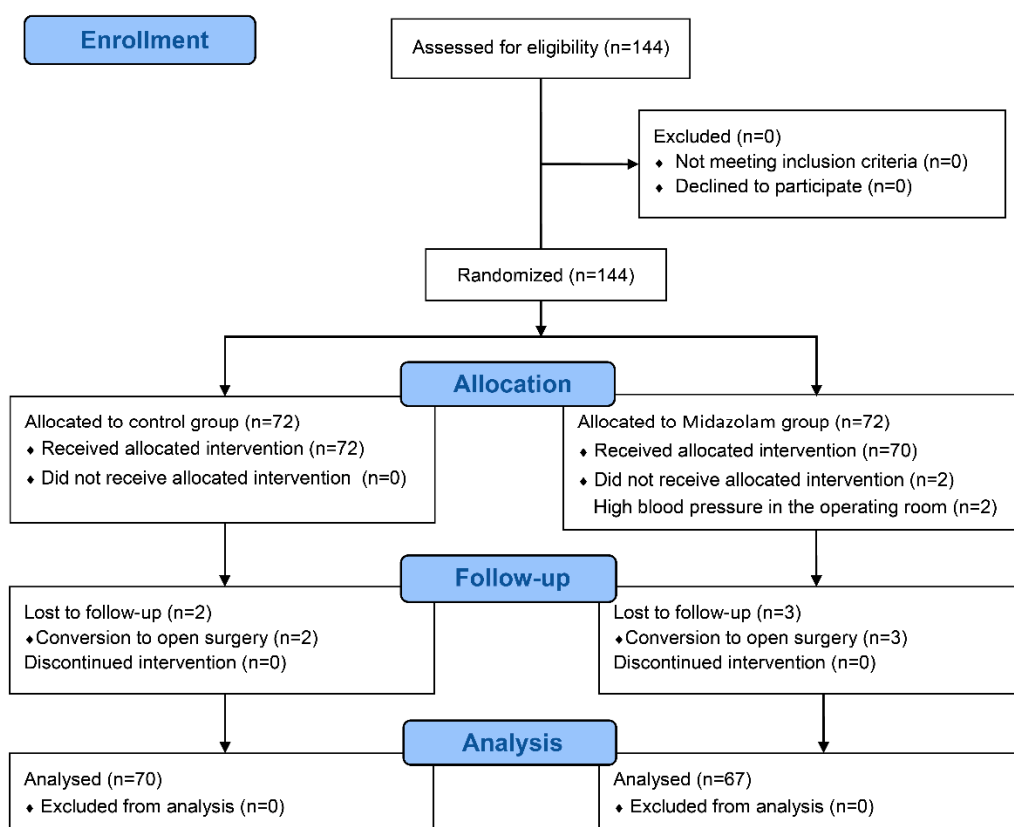 Enrollment
Assessed for eligibility (n=144)
Excluded (n=0)
♦ Not meeting inclusion criteria (n=0)
♦ Declined to participate (n=0)
Randomized (n=144)
Allocation
Allocated to control group (n=72)
♦ Received allocated intervention (n=72)
♦ Did not receive allocated intervention (n=0)
Allocated to Midazolam group (n=72)
♦ Received allocated intervention (n=70)
♦ Did not receive allocated intervention (n=2)
High blood pressure in the operating room (n=2)
Follow-up
Lost to follow-up (n=2)
♦Conversion to open surgery (n=2)
Discontinued intervention (n=0)
Lost to follow-up (n=3)
♦Conversion to open surgery (n=3)
Discontinued intervention (n=0)
Analysis
Analysed (n=70)
♦ Excluded from analysis (n=0)
Analysed (n=67)
♦ Excluded from analysis (n=0)